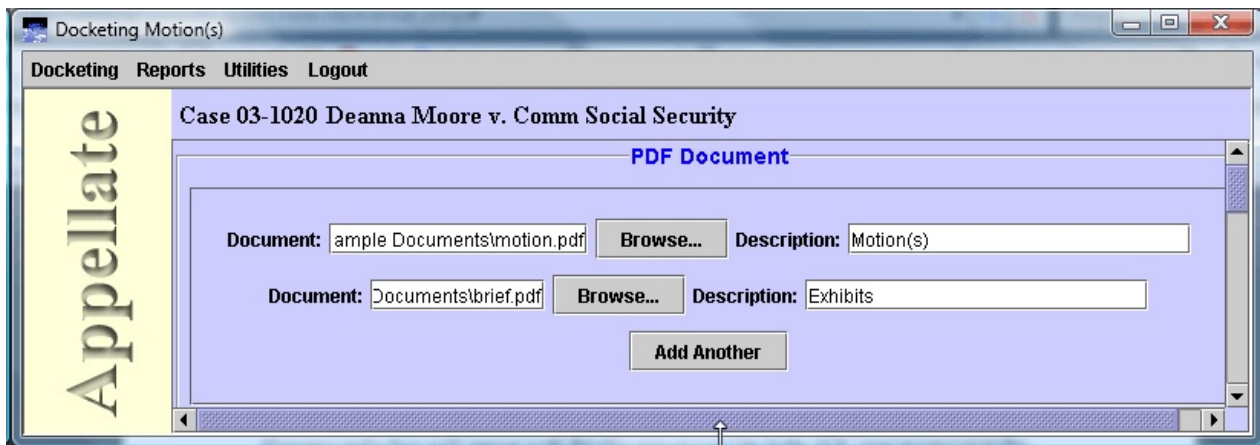 Docketing Motion(s)
Docketing Reports Utilities Logout
Appellate
Case 03-1020 Deanna Moore v. Comm Social Security
PDF Document
Document: ample Documents\motion.pdf Browse... Description: Motion(s)
Document: Documents\brief.pdf Browse... Description: Exhibits
Add Another